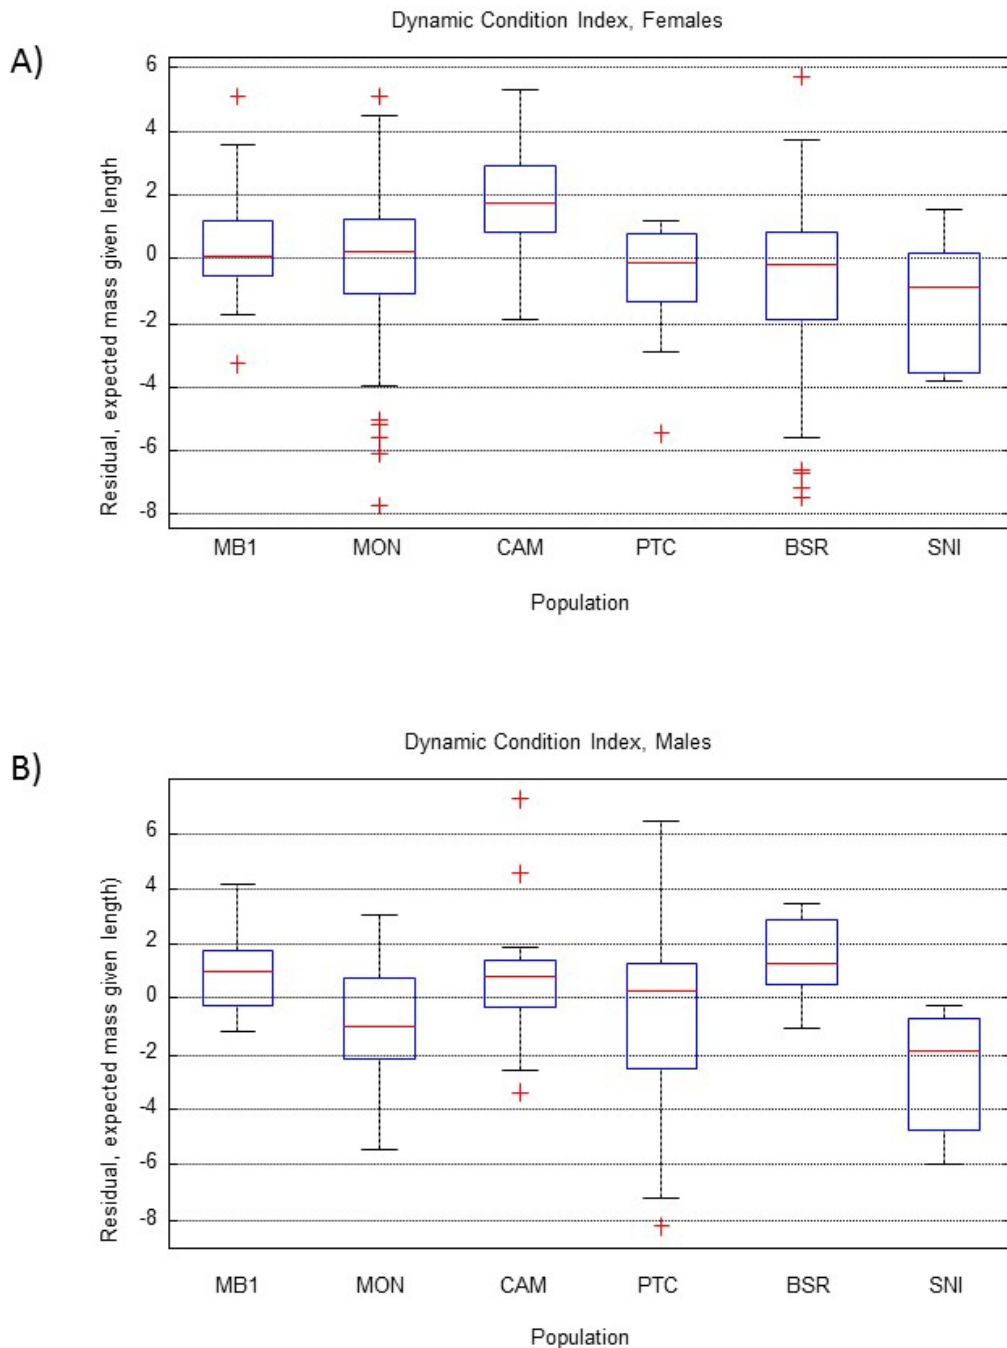 Dynamic Condition Index, Females
A)
Residual, expected mass given length
6
4
2
0
-2
-4
-6
-8
MB1 MON CAM PTC BSR SNI
Population
Dynamic Condition Index, Males
B)
Residual, expected mass given length)
6
4
2
0
-2
-4
-6
-8
MB1 MON CAM PTC BSR SNI
Population